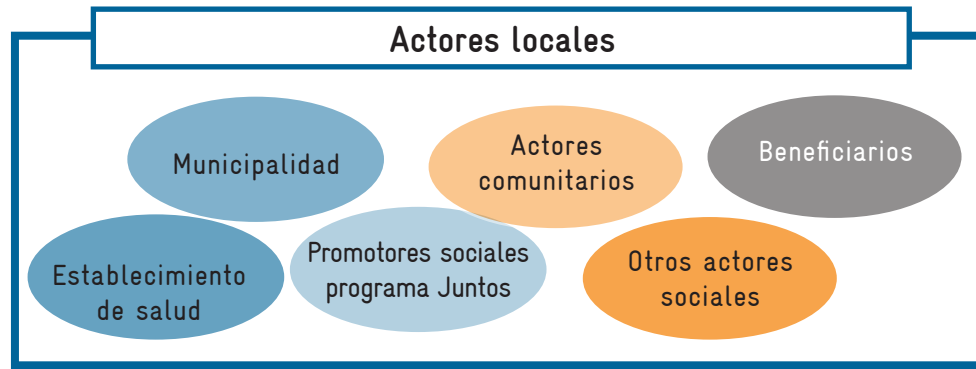 Actores locales
Municipalidad
Actores
comunitarios
Beneficiarios
Establecimiento
de salud
Promotores sociales
programa Juntos
Otros actores
sociales